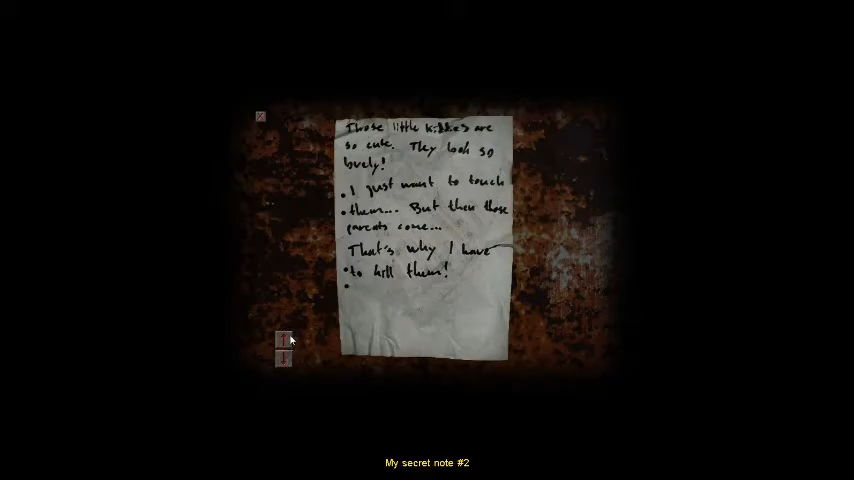 Those little kitties are
so cute. They look so
lovely!
I just want to touch
them... But then those
parents come...
That's why I have
to kill them!
My secret note #2